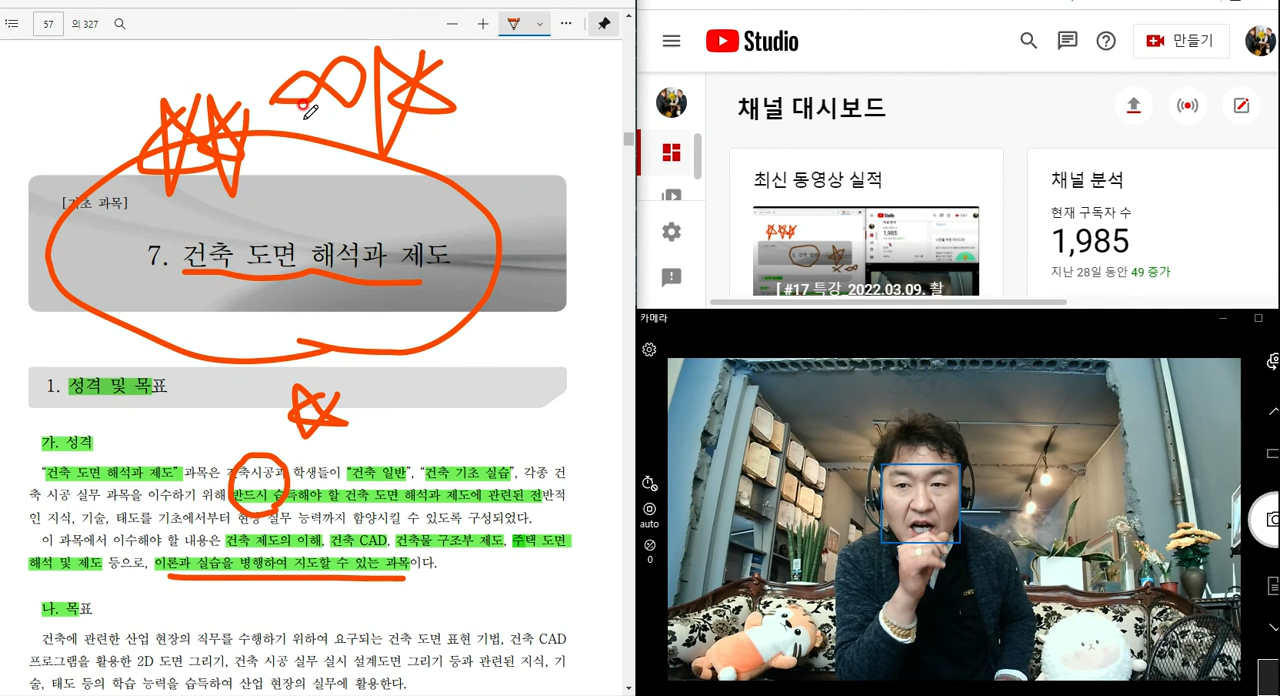 57 의 327
[기초 과목]
7. 건축 도면 해석과 제도
1. 성격 및 목표
가. 성격
"건축 도면 해석과 제도" 과목은 건축시공과 학생들이 "건축 일반", "건축 기초 실습", 각종 건
축 시공 실무 과목을 이수하기 위해 반드시 습득해야 할 건축 도면 해석과 제도에 관련된 전반적
인 지식, 기술, 태도를 기초에서부터 현장 실무 능력까지 함양시킬 수 있도록 구성되었다.
이 과목에서 이수해야 할 내용은 건축 제도의 이해, 건축 CAD, 건축물 구조부 제도, 주택 도면
해석 및 제도 등으로, 이론과 실습을 병행하여 지도할 수 있는 과목이다.
나. 목표
건축에 관련한 산업 현장의 직무를 수행하기 위하여 요구되는 건축 도면 표현 기법, 건축 CAD
프로그램을 활용한 2D 도면 그리기, 건축 시공 실무 실시 설계도면 그리기 등과 관련된 지식, 기
술, 태도 등의 학습 능력을 습득하여 산업 현장의 실무에 활용한다.
Studio
만들기
채널 대시보드
최신 동영상 실적
[ #17 특강 2022.03.09. 촬
채널 분석
현재 구독자 수
1,985
지난 28일 동안 49 증가
카메라
auto
0